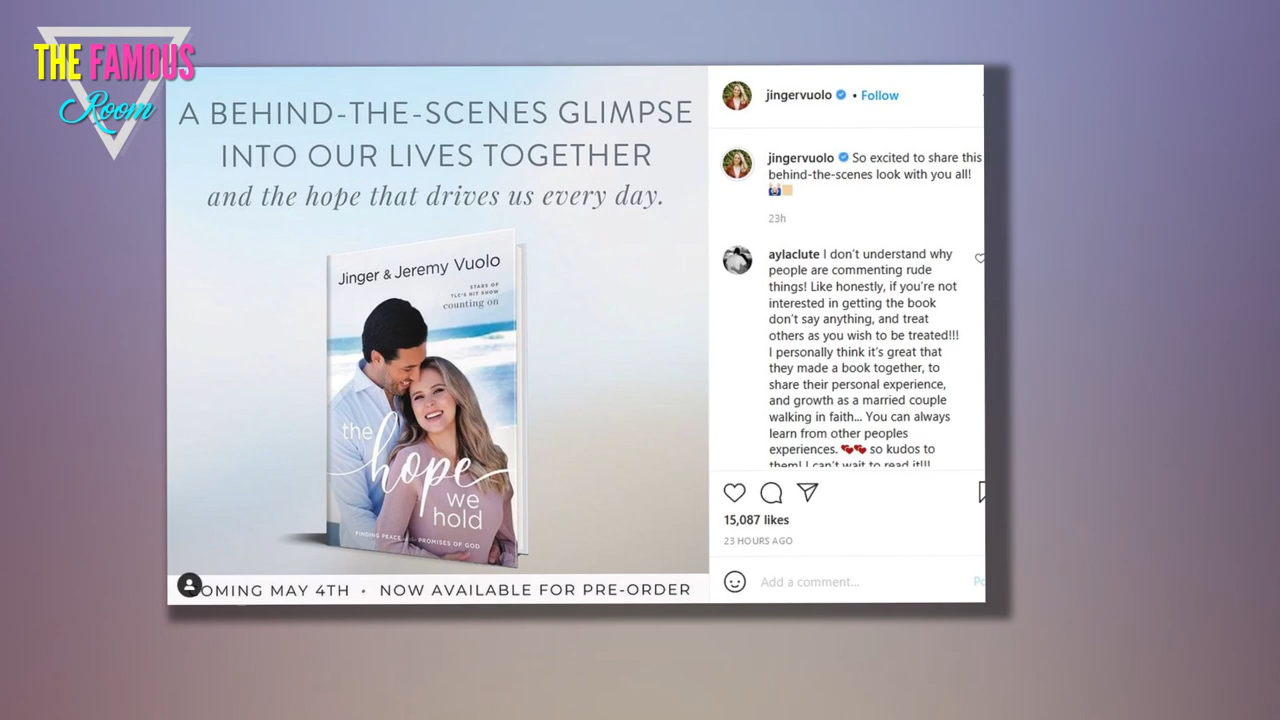 THE FAMOUS
Room
A BEHIND-THE-SCENES GLIMPSE
INTO OUR LIVES TOGETHER
and the hope that drives us every day.
Jinger & Jeremy Vuolo
STARS OF
TLC'S HIT SHOW
counting on
the
hope
we
hold
FINDING PEACE PROMISES OF GOD
OMING MAY 4TH • NOW AVAILABLE FOR PRE-ORDER
jingervuolo • Follow
jingervuolo So excited to share this
behind-the-scenes look with you all!
23h
aylaclute I don't understand why
people are commenting rude
things! Like honestly, if you're not
interested in getting the book
don't say anything, and treat
others as you wish to be treated!!!
I personally think it's great that
they made a book together, to
share their personal experience,
and growth as a married couple
walking in faith... You can always
learn from other peoples
experiences. so kudos to
them! I can't wait to read it!!!
15,087 likes
23 HOURS AGO
Add a comment...